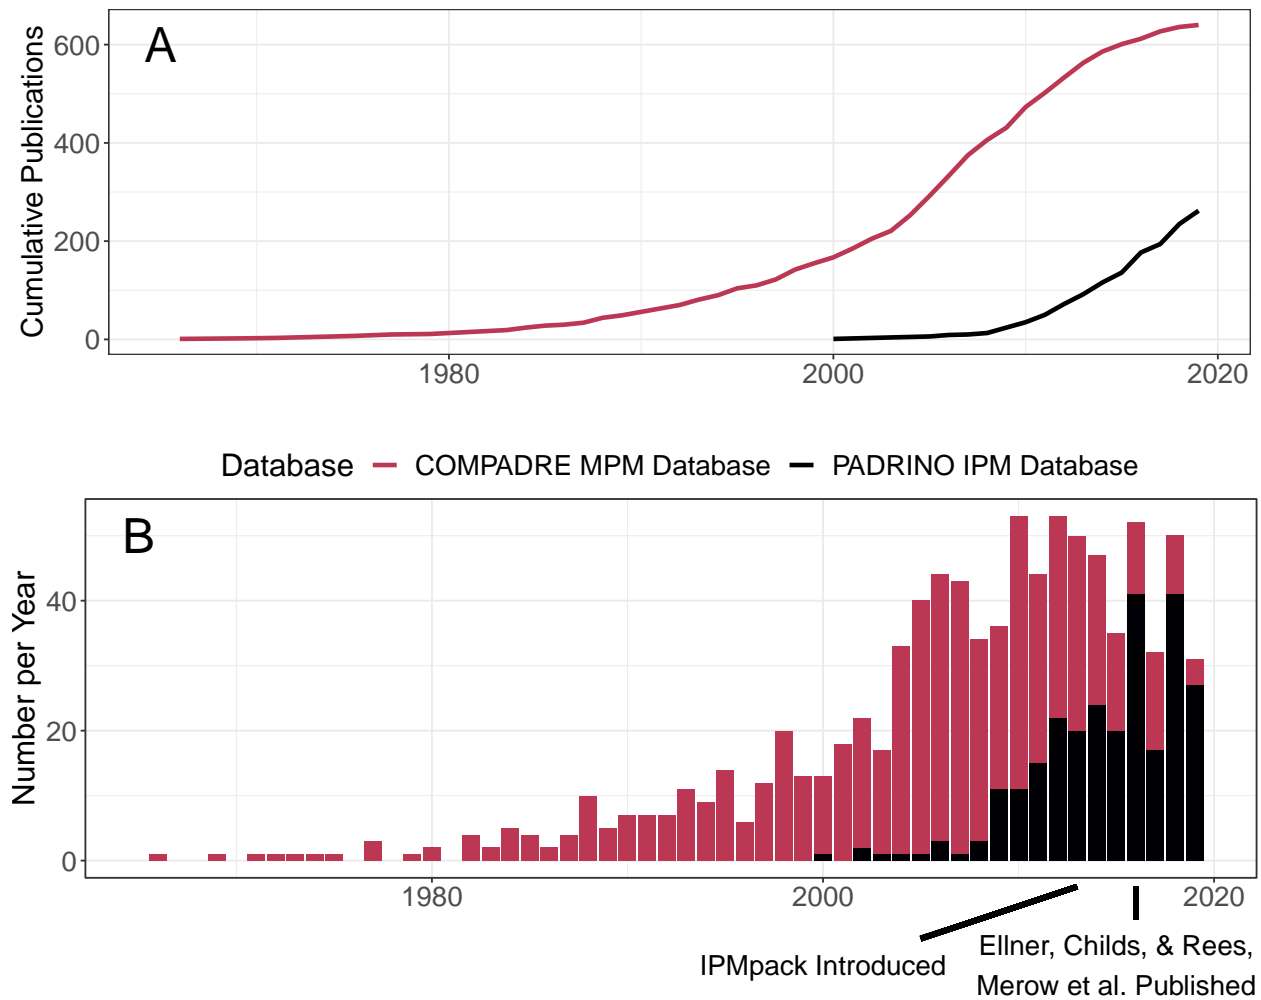 A
Cumulative Publications
600
400
200
0
1980
2000
2020
Database
COMPADRE MPM Database
PADRINO IPM Database
B
Number per Year
40
20
0
1980
2000
2020
IPMpack Introduced
Ellner, Childs, & Rees,
Merow et al. Published